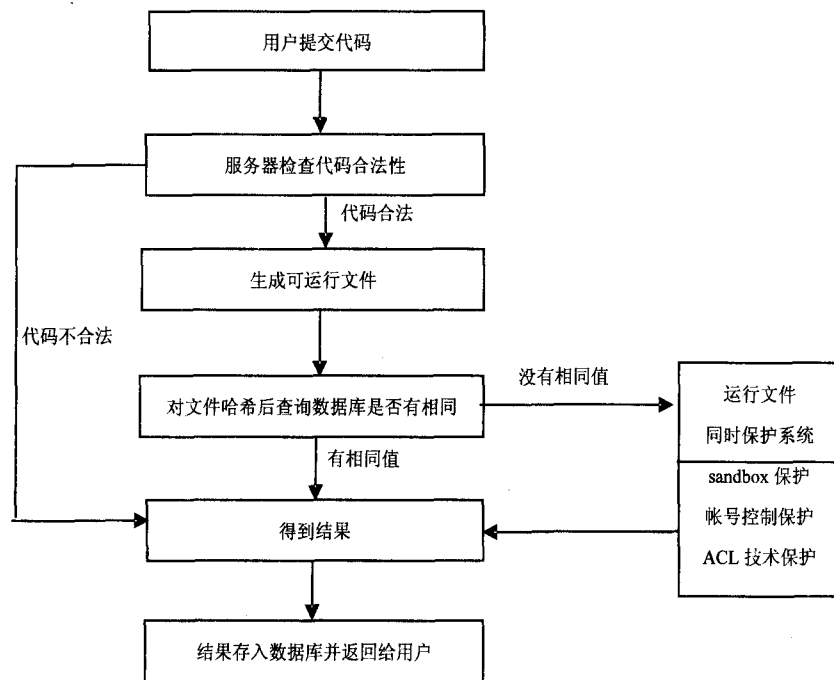 用户提交代码
服务器检查代码合法性
代码合法
生成可运行文件
代码不合法
没有相同值
对文件哈希后查询数据库是否有相同
运行文件
同时保护系统
有相同值
sandbox 保护
帐号控制保护
ACL 技术保护
得到结果
结果存入数据库并返回给用户